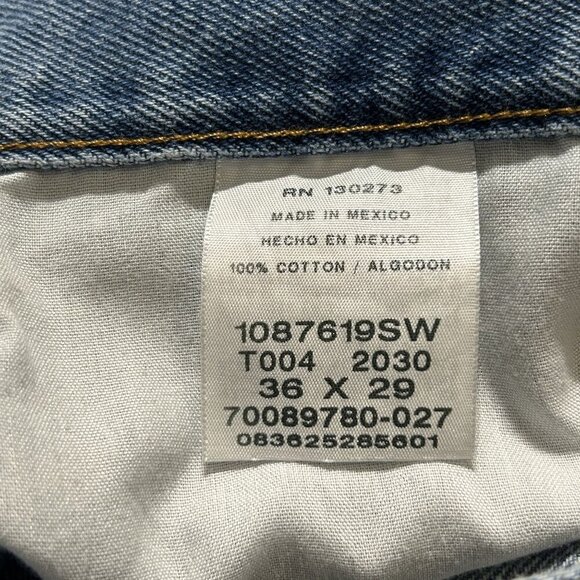 RN 130273
MADE IN MEXICO
HECHO EN MEXICO
100% COTTON / ALGODON
1087619SW
T004 2030
36 X 29
70089780-027
083625285601